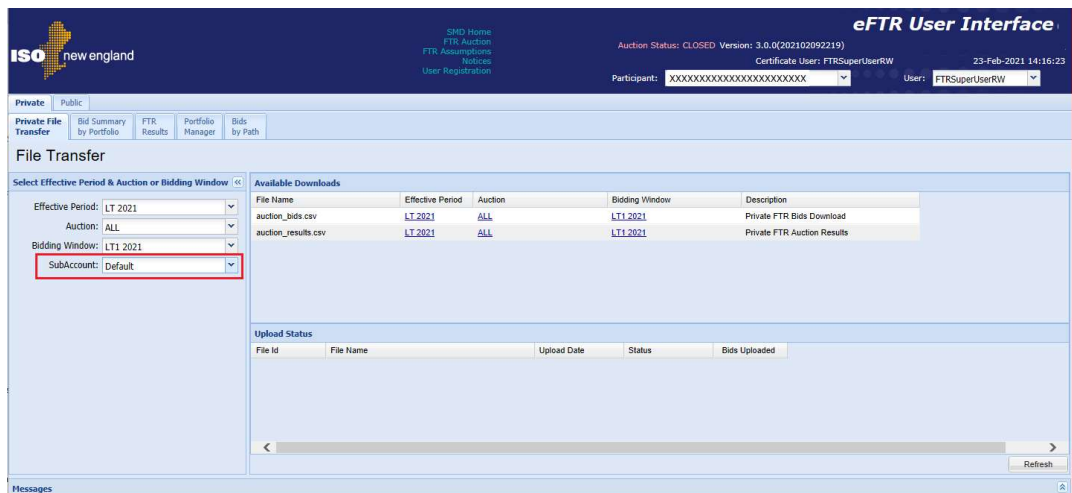 eFTR User Interface
SMD Home
FTR Auction
FTR Assumptions
Notices
User Registration
ISO new england
Auction Status: CLOSED Version: 3.0.0(202102092219)
Certificate User: FTRSuperUserRW 23-Feb-2021 14:16:23
Participant: XXXXXXXXXXXXXXXXXXXXXXX User: FTRSuperUserRW
Private Public
Private File Transfer
Bid Summary by Portfolio
FTR Results
Portfolio Manager
Bids by Path
File Transfer
Select Effective Period & Auction or Bidding Window
Effective Period: LT 2021
Auction: ALL
Bidding Window: LT1 2021
SubAccount: Default
Available Downloads
File Name Effective Period Auction Bidding Window Description
auction_bids.csv LT 2021 ALL LT1 2021 Private FTR Bids Download
auction_results.csv LT 2021 ALL LT1 2021 Private FTR Auction Results
Upload Status
File Id File Name Upload Date Status Bids Uploaded
Refresh
Messages